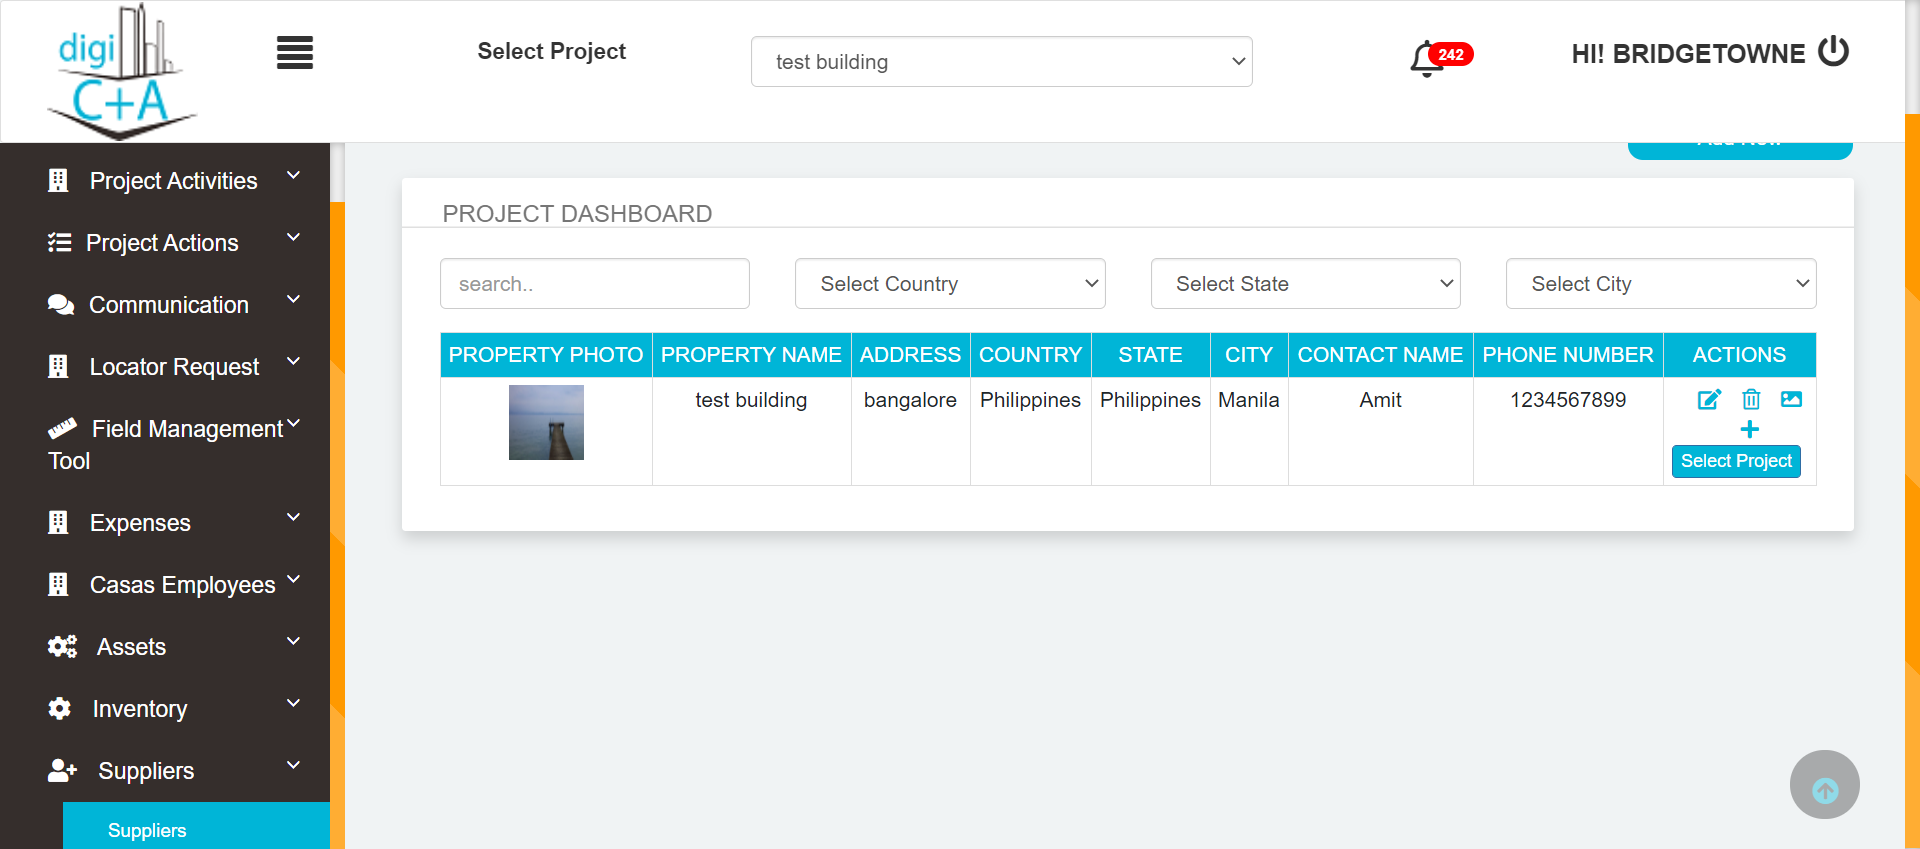 digi
C+A
Select Project
test building
242
HI! BRIDGETOWNE
Project Activities
Project Actions
Communication
Locator Request
Field Management
Tool
Expenses
Casas Employees
Assets
Inventory
Suppliers
Suppliers
Add New
PROJECT DASHBOARD
search..
Select Country
Select State
Select City
PROPERTY PHOTO PROPERTY NAME ADDRESS COUNTRY STATE CITY CONTACT NAME PHONE NUMBER ACTIONS
test building bangalore Philippines Philippines Manila Amit 1234567899
Select Project